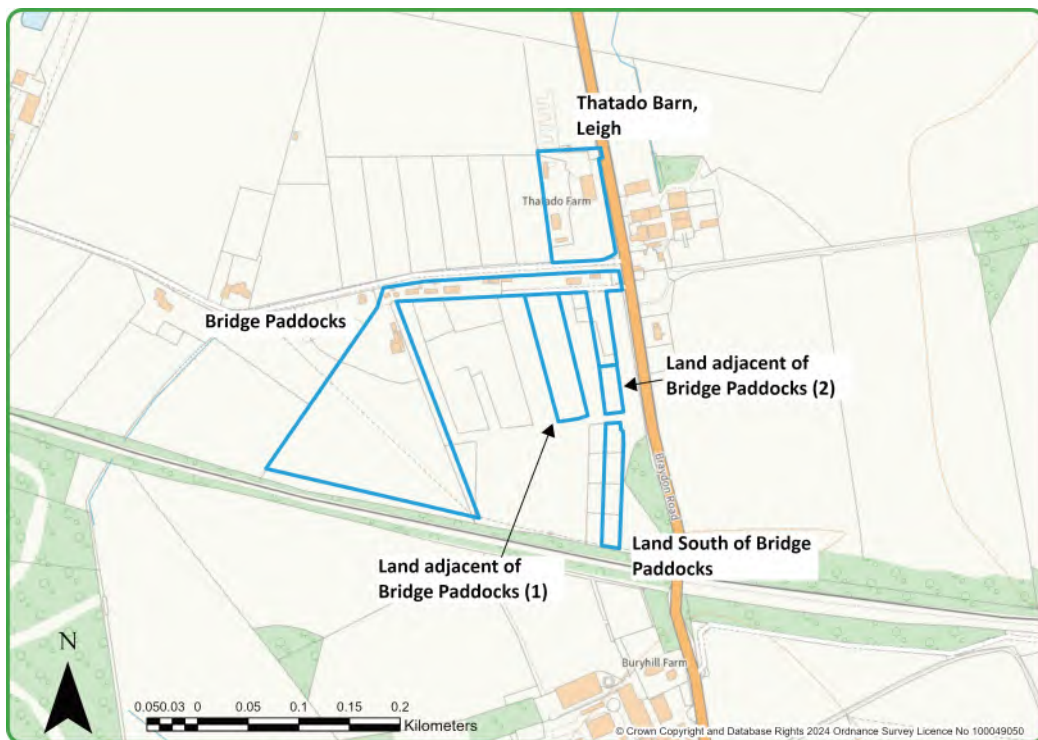 Thatado Barn,
Leigh
Thatado Farm
Bridge Paddocks
Land adjacent of
Bridge Paddocks (2)
Braydon Road
Land South of Bridge
Paddocks
Land adjacent of
Bridge Paddocks (1)
Buryhill Farm
N
0.05 0.03 0 0.05 0.1 0.15 0.2
Kilometers
© Crown Copyright and Database Rights 2024 Ordnance Survey Licence No 100049050